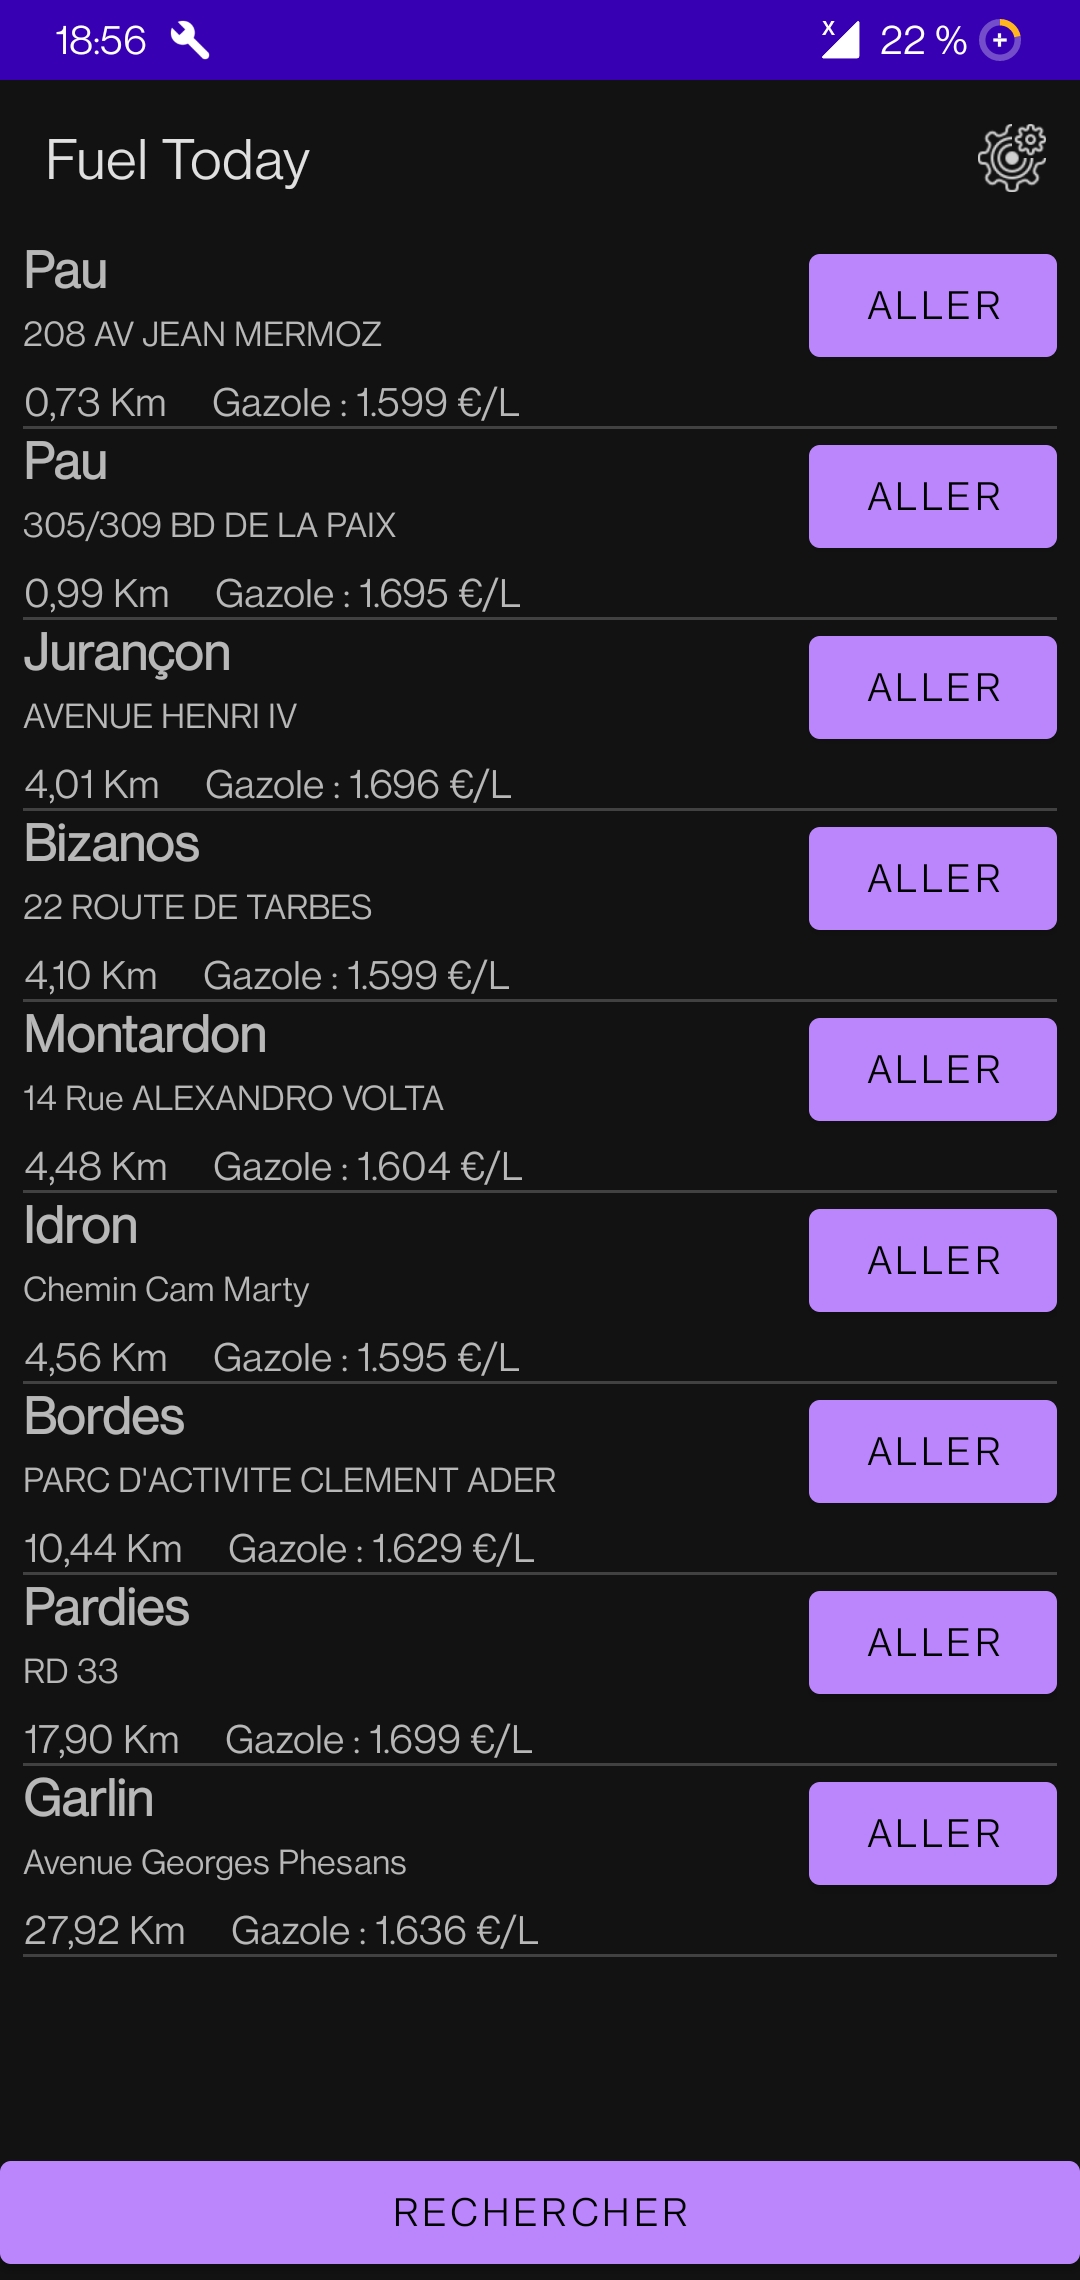 18:56 X 22 %
Fuel Today
Pau
ALLER
208 AV JEAN MERMOZ
0,73 Km Gazole : 1.599 €/L
Pau
ALLER
305/309 BD DE LA PAIX
0,99 Km Gazole : 1.695 €/L
Jurançon
ALLER
AVENUE HENRI IV
4,01 Km Gazole : 1.696 €/L
Bizanos
ALLER
22 ROUTE DE TARBES
4,10 Km Gazole : 1.599 €/L
Montardon
ALLER
14 Rue ALEXANDRO VOLTA
4,48 Km Gazole : 1.604 €/L
Idron
ALLER
Chemin Cam Marty
4,56 Km Gazole : 1.595 €/L
Bordes
ALLER
PARC D'ACTIVITE CLEMENT ADER
10,44 Km Gazole : 1.629 €/L
Pardies
ALLER
RD 33
17,90 Km Gazole : 1.699 €/L
Garlin
ALLER
Avenue Georges Phesans
27,92 Km Gazole : 1.636 €/L
RECHERCHER